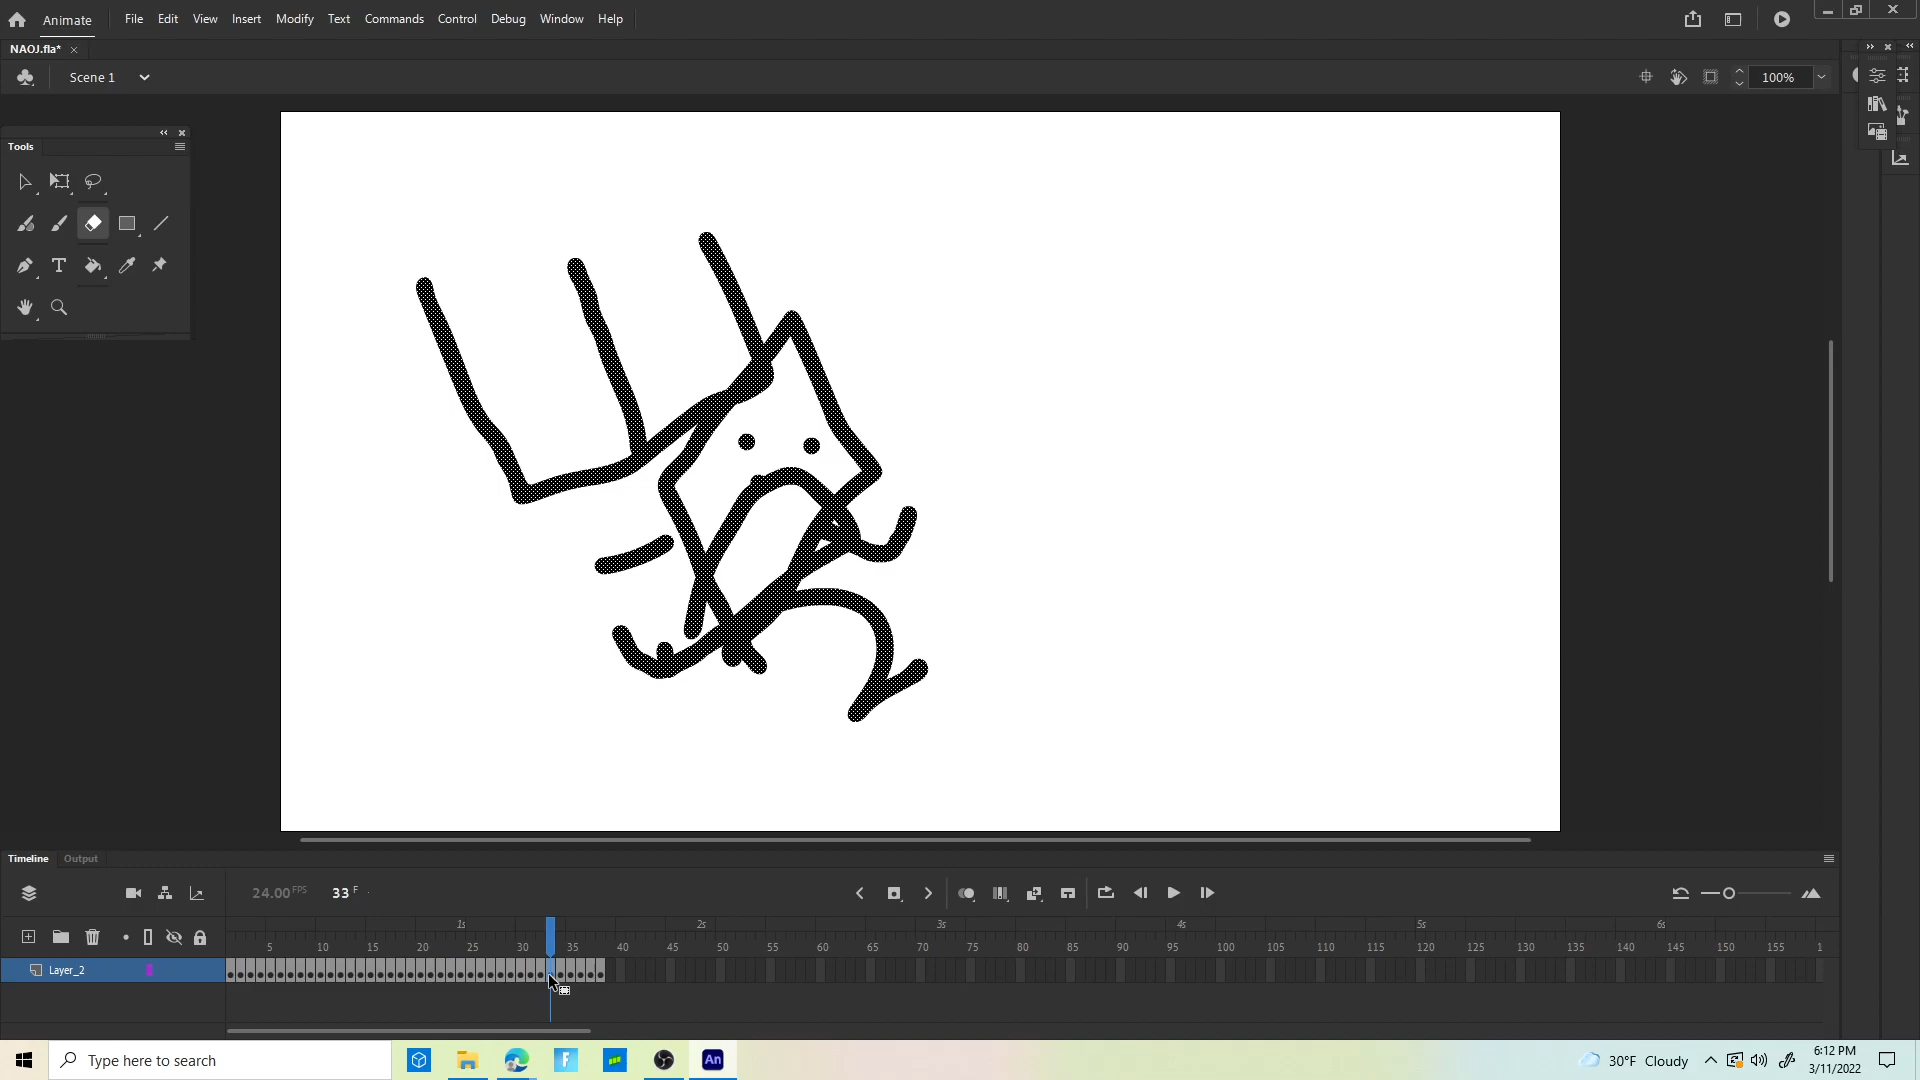 Animate File Edit View Insert Modify Text Commands Control Debug Window Help
NAOJ.fla*
Scene 1
100%
Tools
T
Timeline Output
24.00 FPS 33 F
1s 2s 3s 4s 5s 6s
5 10 15 20 25 30 35 40 45 50 55 60 65 70 75 80 85 90 95 100 105 110 115 120 125 130 135 140 145 150 155 1
Layer_2
Type here to search
An
30°F Cloudy
6:12 PM
3/11/2022